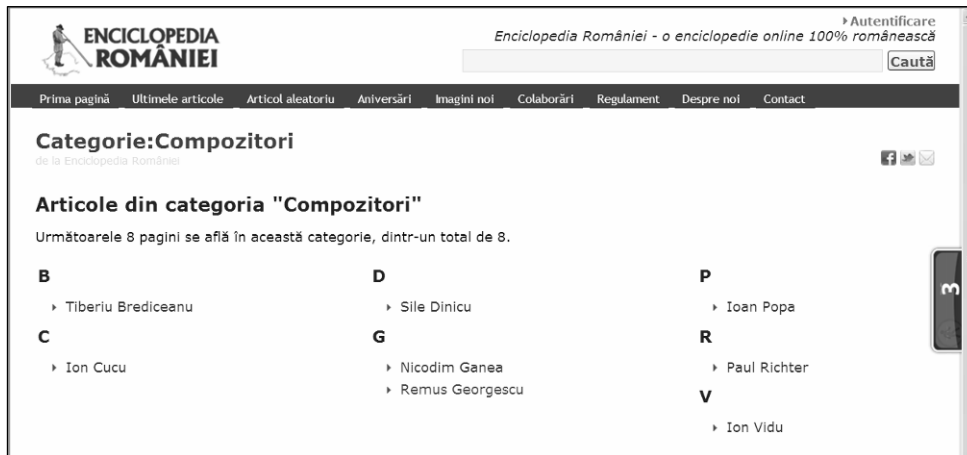 ENCICLOPEDIA
ROMÂNIEI
Autentificare
Enciclopedia României - o enciclopedie online 100% românească
Caută
Prima pagină Ultimele articole Articol aleatoriu Aniversări Imagini noi Colaborări Regulament Despre noi Contact
Categorie:Compozitori
de la Enciclopedia României
Articole din categoria "Compozitori"
Următoarele 8 pagini se află în această categorie, dintr-un total de 8.
B
Tiberiu Brediceanu
C
Ion Cucu
D
Sile Dinicu
G
Nicodim Ganea
Remus Georgescu
P
Ioan Popa
R
Paul Richter
V
Ion Vidu
3